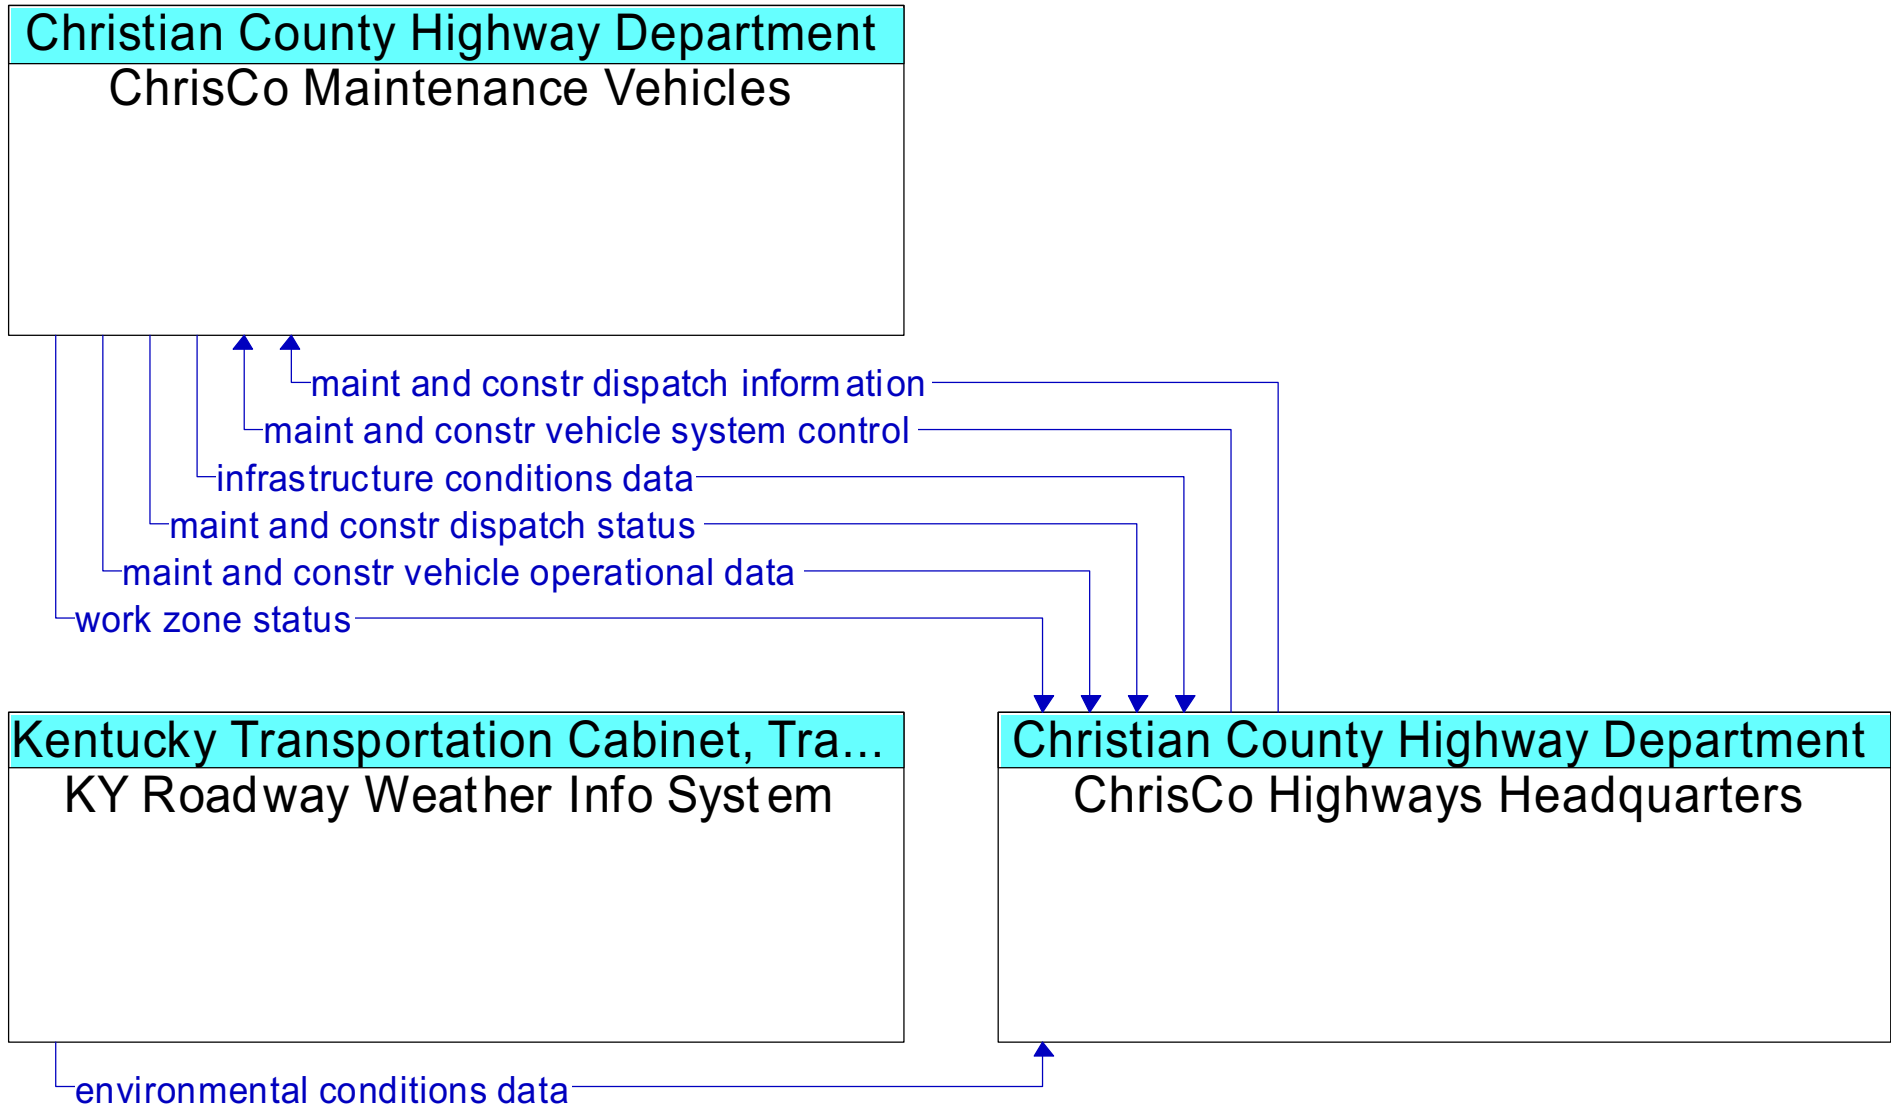 Christian County Highway Department
ChrisCo Maintenance Vehicles
maint and constr dispatch information
maint and constr vehicle system control
infrastructure conditions data
maint and constr dispatch status
maint and constr vehicle operational data
work zone status
Kentucky Transportation Cabinet, Tra...
KY Roadway Weather Info System
Christian County Highway Department
ChrisCo Highways Headquarters
environmental conditions data